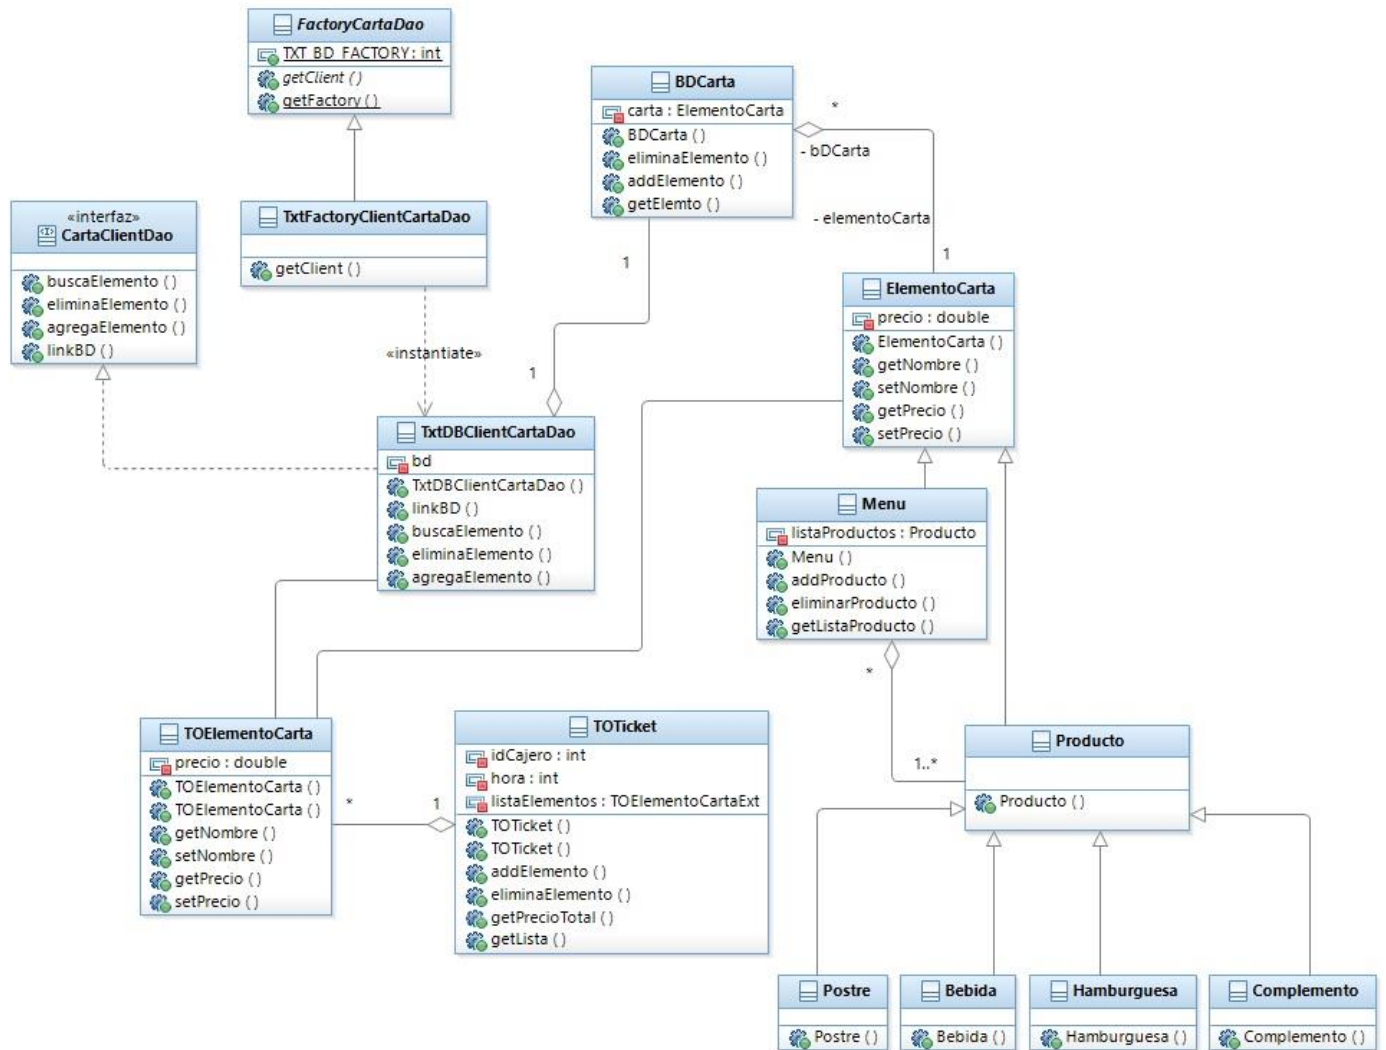 FactoryCartaDao
TXT_BD_FACTORY : int
getClient ( )
getFactory ( )
BDCarta
carta : ElementoCarta
BDCarta ( )
eliminaElemento ( )
addElemento ( )
getElemto ( )
*
- bDCarta
- elementoCarta
1
1
TxtFactoryClientCartaDao
getClient ( )
«interfaz»
CartaClientDao
buscaElemento ( )
eliminaElemento ( )
agregaElemento ( )
linkBD ( )
«instantiate»
1
ElementoCarta
precio : double
ElementoCarta ( )
getNombre ( )
setNombre ( )
getPrecio ( )
setPrecio ( )
TxtDBClientCartaDao
bd
TxtDBClientCartaDao ( )
linkBD ( )
buscaElemento ( )
eliminaElemento ( )
agregaElemento ( )
Menu
listaProductos : Producto
Menu ( )
addProducto ( )
eliminarProducto ( )
getListaProducto ( )
*
1..*
TOElementoCarta
precio : double
TOElementoCarta ( )
TOElementoCarta ( )
getNombre ( )
setNombre ( )
getPrecio ( )
setPrecio ( )
*
1
TOTicket
idCajero : int
hora : int
listaElementos : TOElementoCartaExt
TOTicket ( )
TOTicket ( )
addElemento ( )
eliminaElemento ( )
getPrecioTotal ( )
getLista ( )
Producto
Producto ( )
Postre
Postre ( )
Bebida
Bebida ( )
Hamburguesa
Hamburguesa ( )
Complemento
Complemento ( )